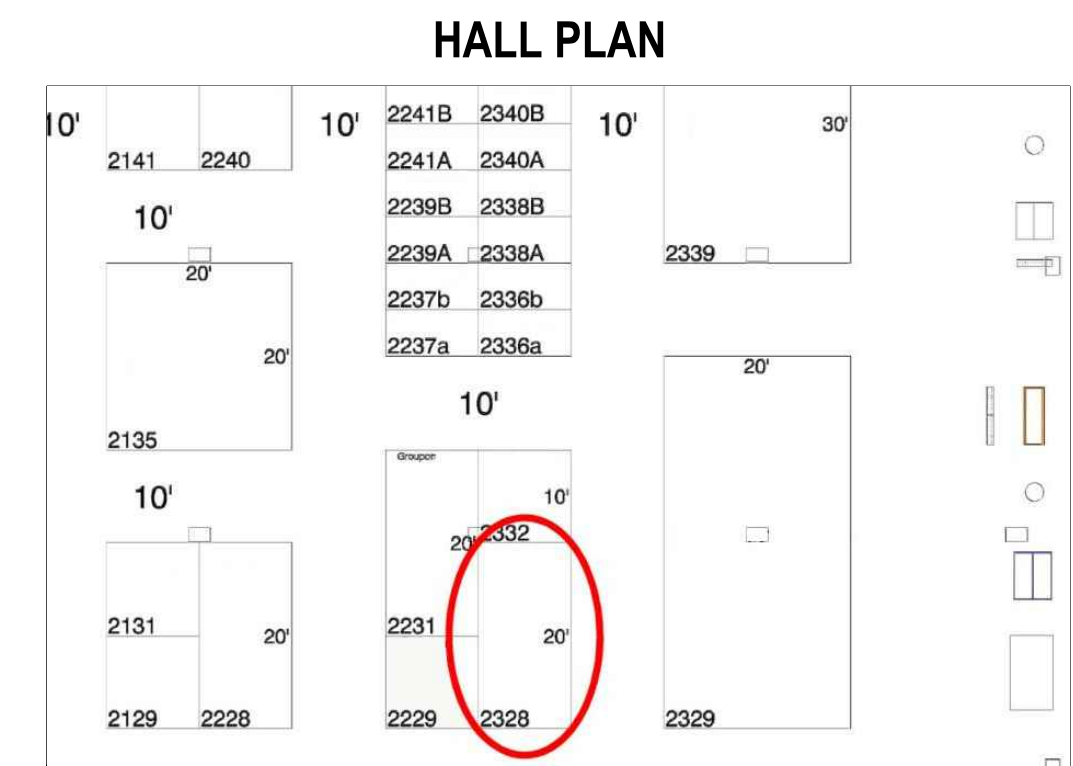 HALL PLAN
10' 10' 2241B 2340B 10' 30'
2141 2240 2241A 2340A
10' 2239B 2338B
2239A 2338A 2339
20'
2237b 2336b
20' 2237a 2336a 20'
10'
2135
Groupon
10' 10'
2332
20'
2131 20' 2231 20'
2129 2228 2229 2328 2329